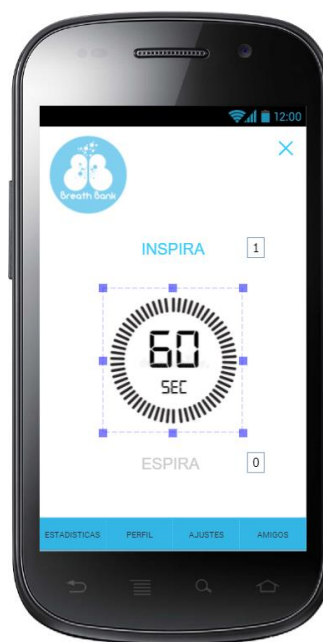 12:00
Breath Bank
INSPIRA 1
60
SEC
ESPIRA 0
ESTADISTICAS PERFIL AJUSTES AMIGOS